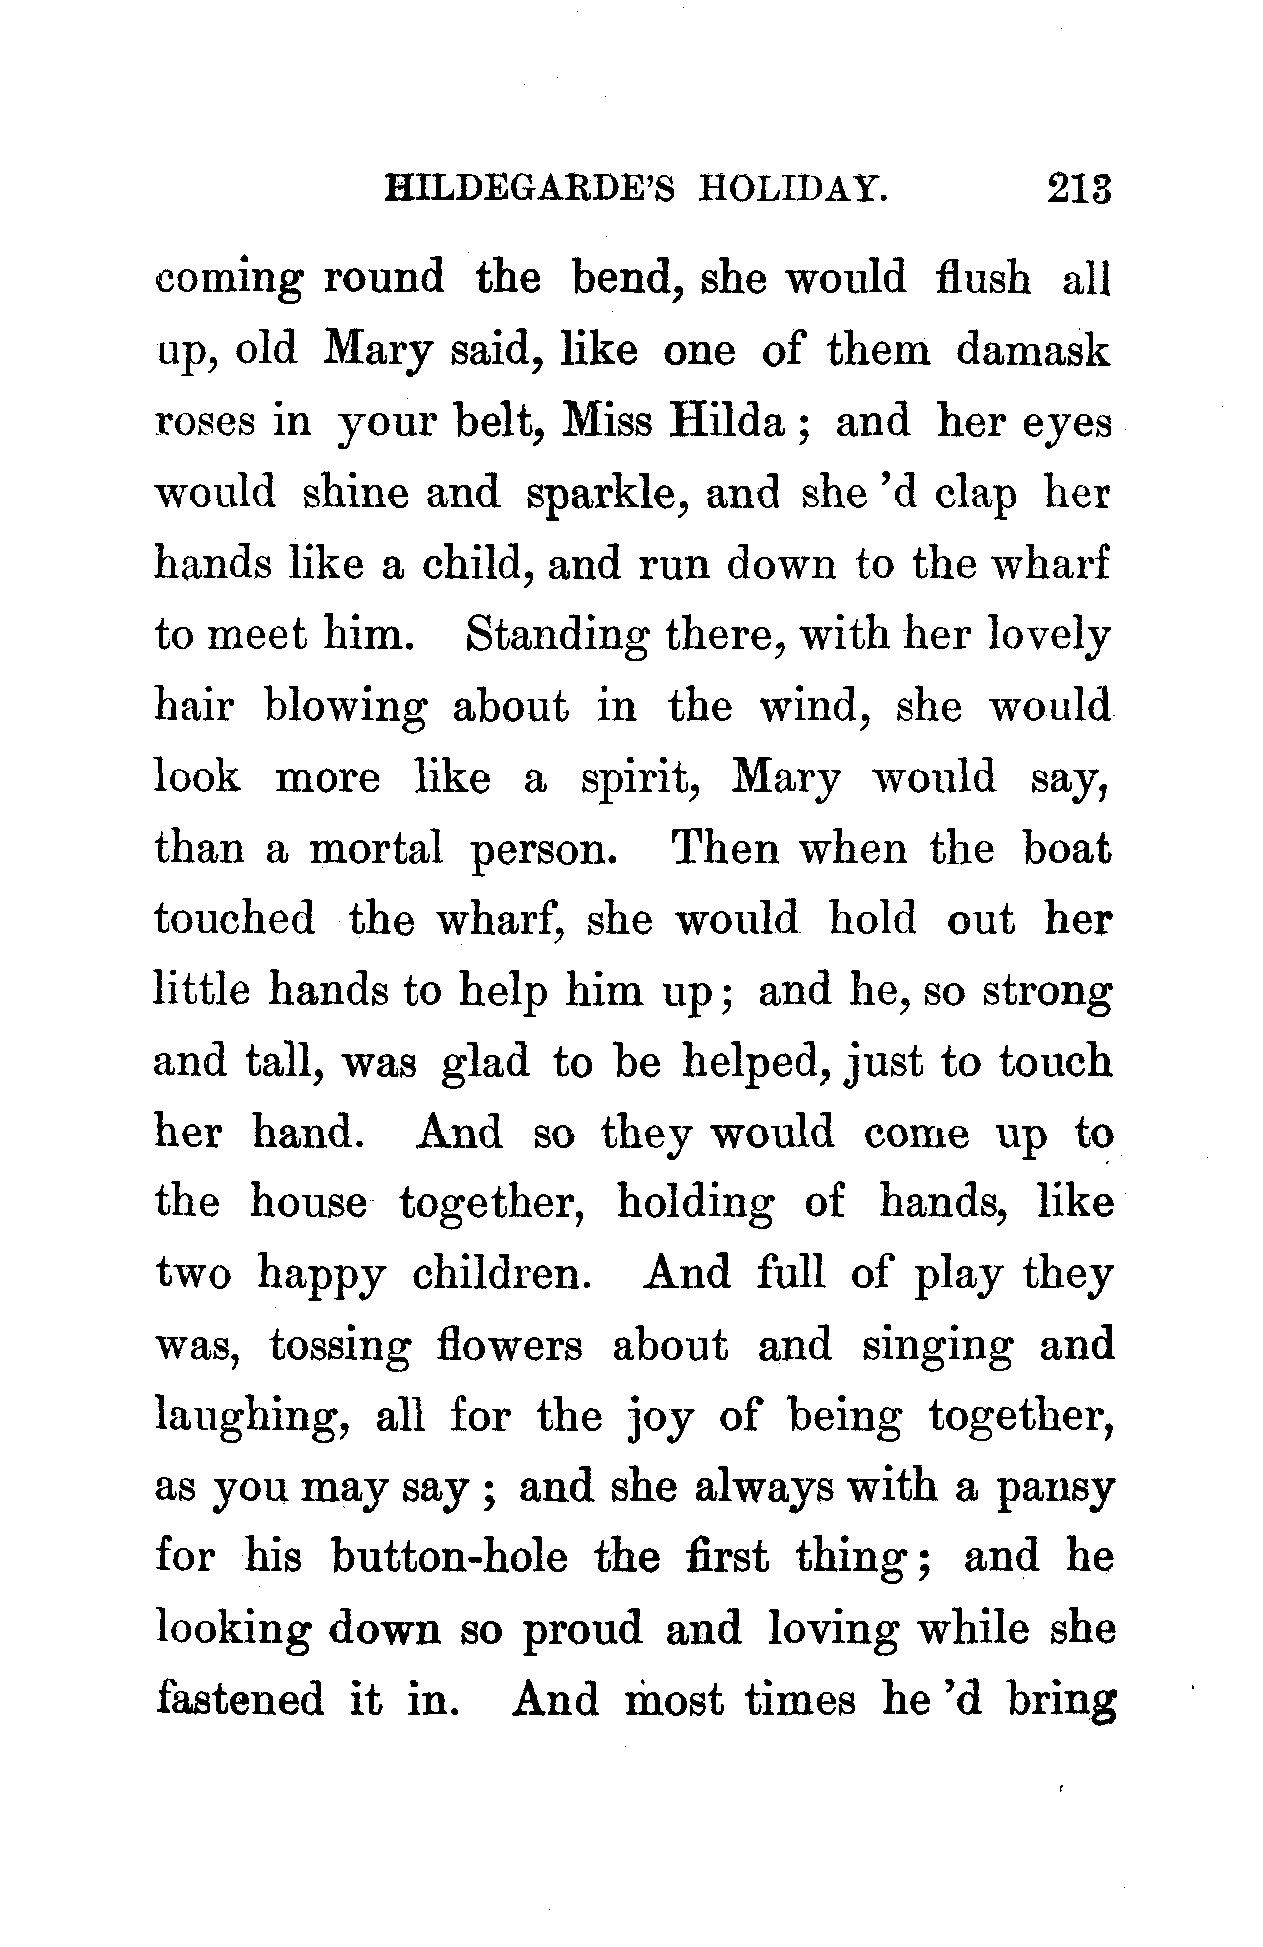 HILDEGARDE'S HOLIDAY. 213
coming round the bend, she would flush all
up, old Mary said, like one of them damask
roses in your belt, Miss Hilda ; and her eyes
would shine and sparkle, and she 'd clap her
hands like a child, and run down to the wharf
to meet him. Standing there, with her lovely
hair blowing about in the wind, she would
look more like a spirit, Mary would say,
than a mortal person. Then when the boat
touched the wharf, she would hold out her
little hands to help him up ; and he, so strong
and tall, was glad to be helped, just to touch
her hand. And so they would come up to
the house together, holding of hands, like
two happy children. And full of play they
was, tossing flowers about and singing and
laughing, all for the joy of being together,
as you may say ; and she always with a pansy
for his button-hole the first thing ; and he
looking down so proud and loving while she
fastened it in. And most times he 'd bring